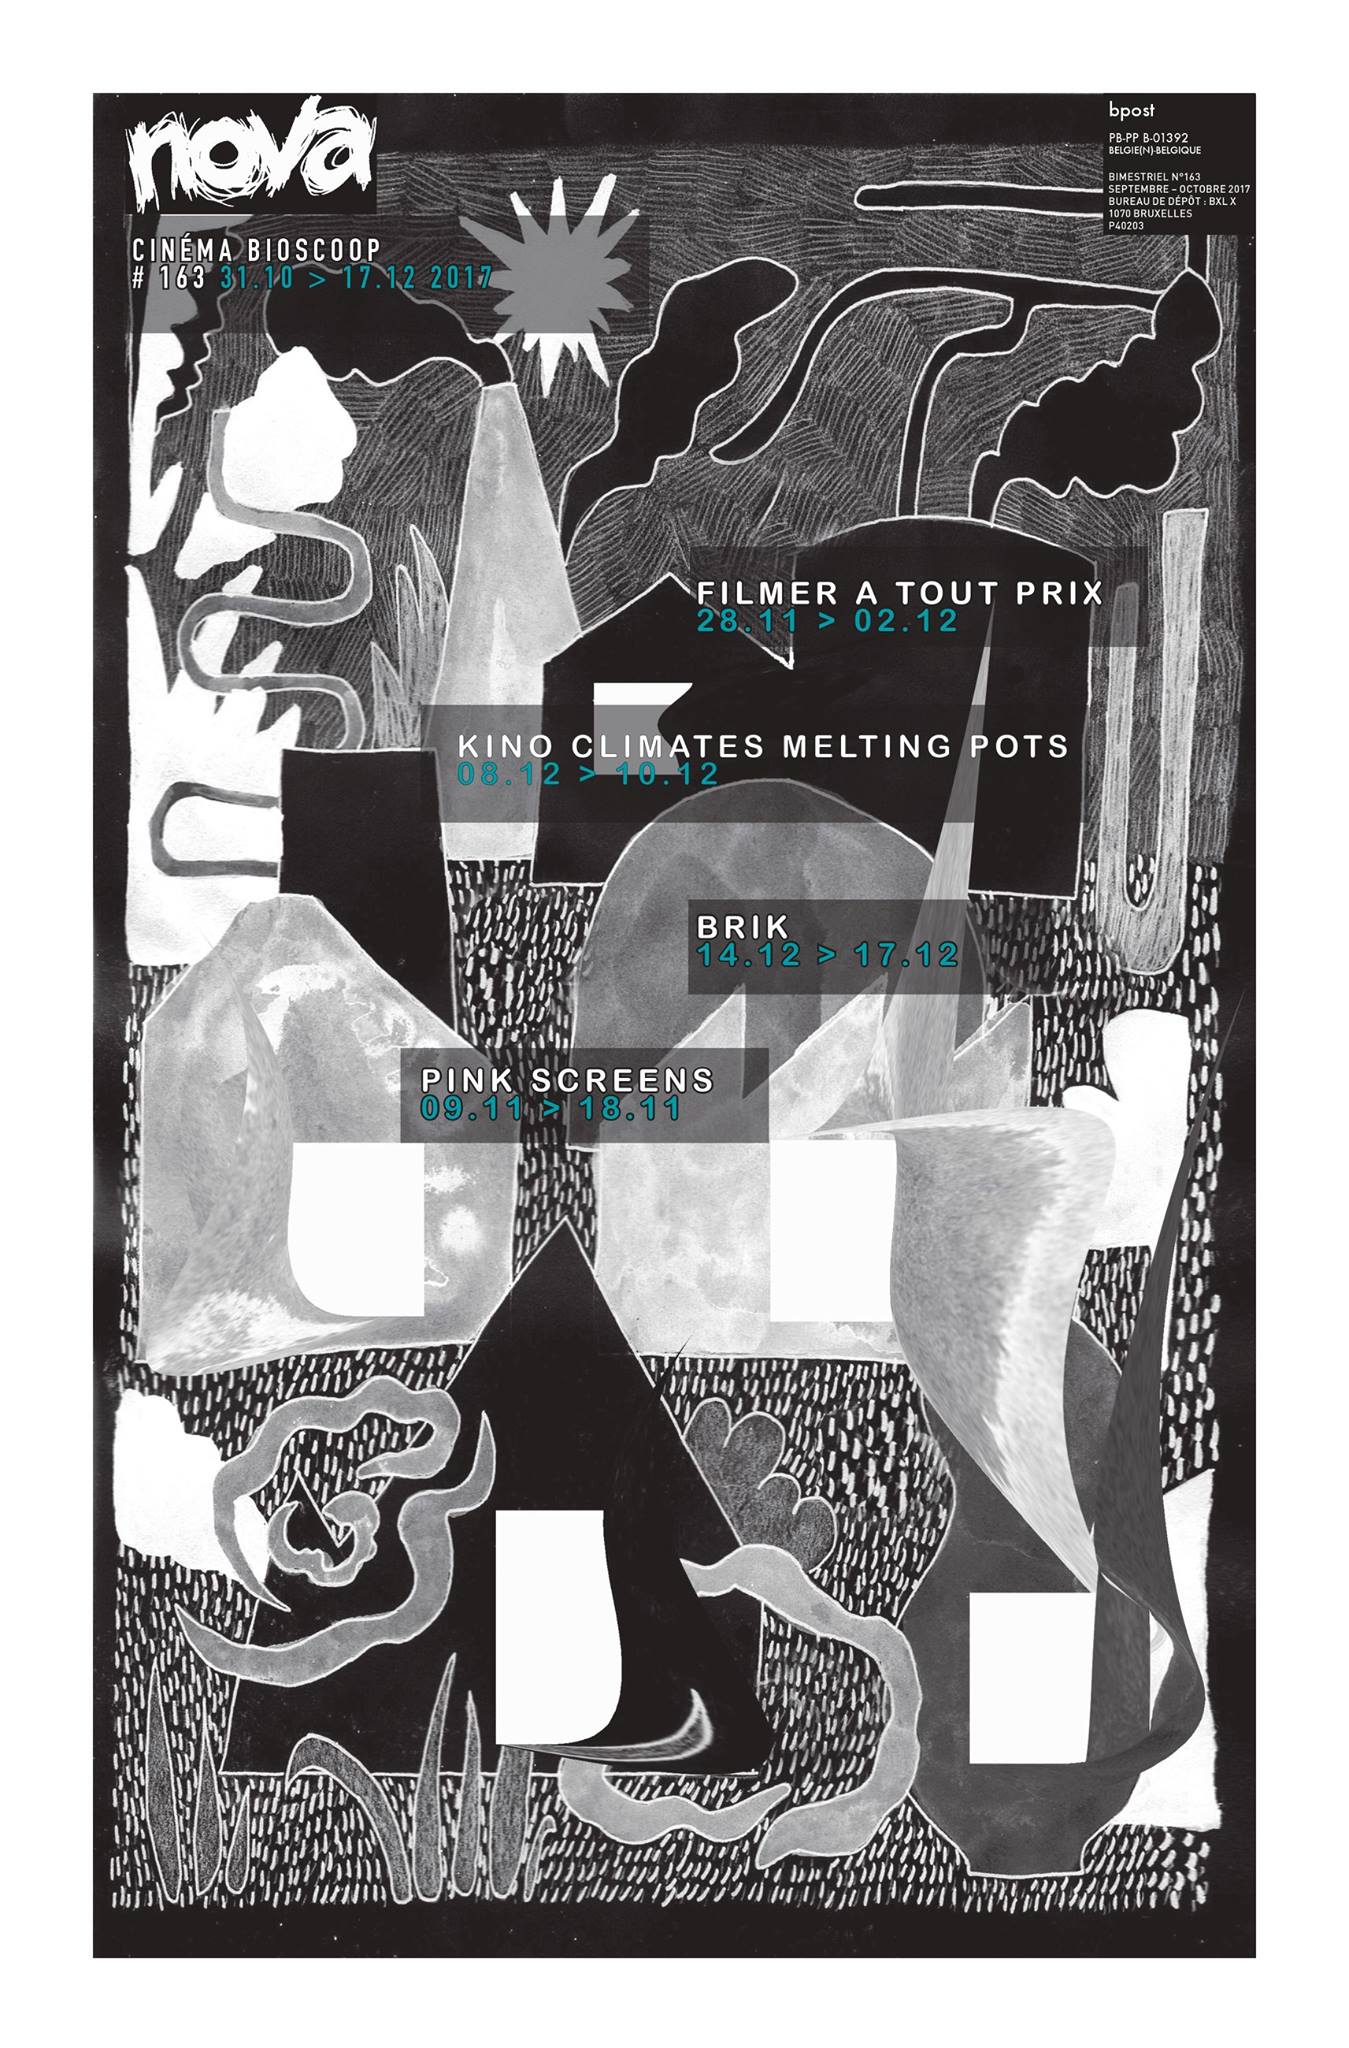 nova
CINÉMA BIOSCOOP
# 163 31.10 > 17.12 2017
bpost
PB-PP B-01392
BELGIE(N)-BELGIQUE
BIMESTRIEL N°163
SEPTEMBRE – OCTOBRE 2017
BUREAU DE DÉPÔT : BXL X
1070 BRUXELLES
P40203
FILMER A TOUT PRIX
28.11 > 02.12
KINO CLIMATES MELTING POTS
08.12 > 10.12
BRIK
14.12 > 17.12
PINK SCREENS
09.11 > 18.11